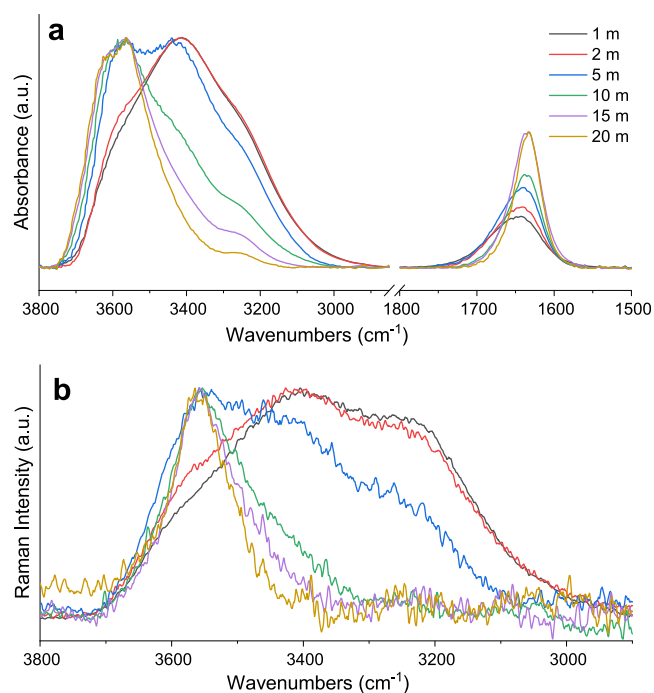 a
Absorbance (a.u.)
1 m
2 m
5 m
10 m
15 m
20 m
3800 3600 3400 3200 3000 1800 1700 1600 1500
Wavenumbers (cm⁻¹)
b
Raman Intensity (a.u.)
3800 3600 3400 3200 3000
Wavenumbers (cm⁻¹)